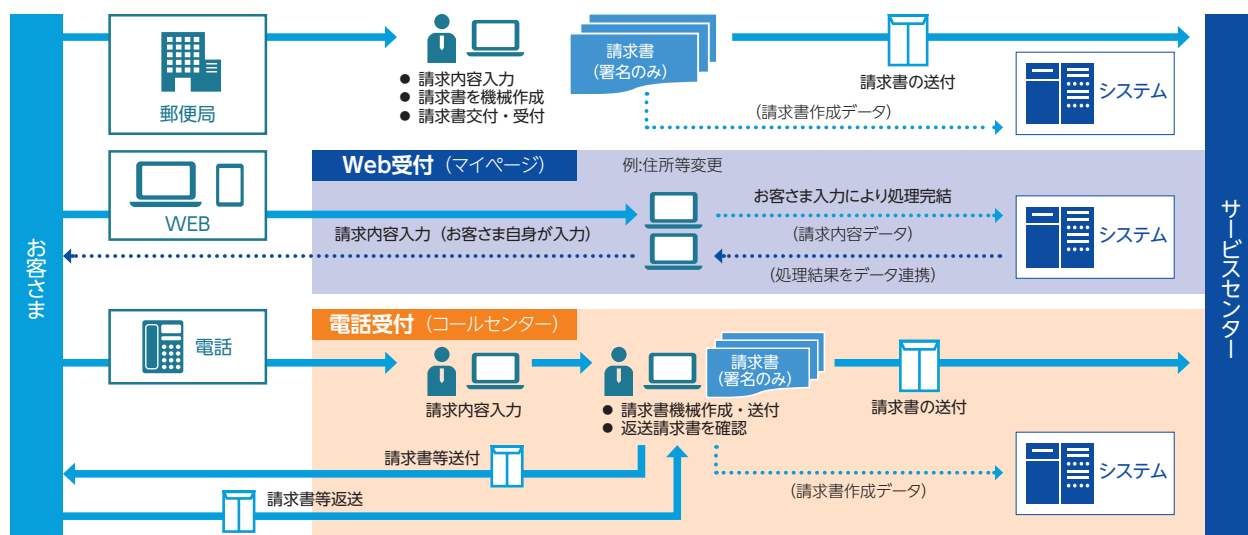 お客さま
郵便局
● 請求内容入力
● 請求書を機械作成
● 請求書交付・受付
請求書
(署名のみ)
請求書の送付
(請求書作成データ)
システム
サービスセンター
Web受付（マイページ）
例:住所等変更
WEB
請求内容入力（お客さま自身が入力）
お客さま入力により処理完結
(請求内容データ)
(処理結果をデータ連携)
システム
電話受付（コールセンター）
電話
請求内容入力
請求書
(署名のみ)
● 請求書機械作成・送付
● 返送請求書を確認
請求書の送付
請求書等送付
請求書等返送
(請求書作成データ)
システム